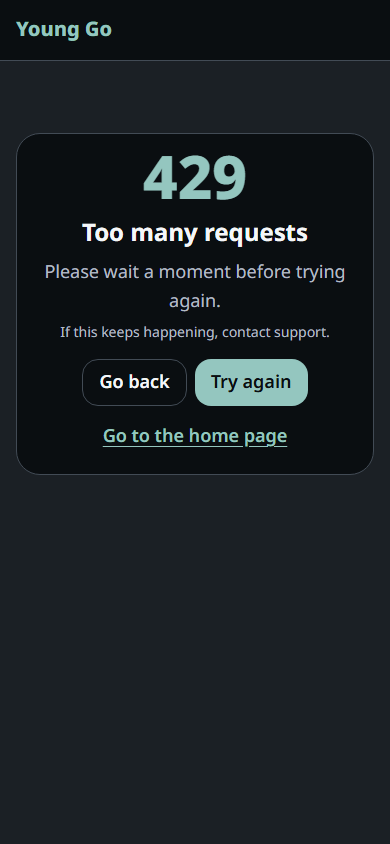 Young Go
429
Too many requests
Please wait a moment before trying
again.
If this keeps happening, contact support.
Go back
Try again
Go to the home page